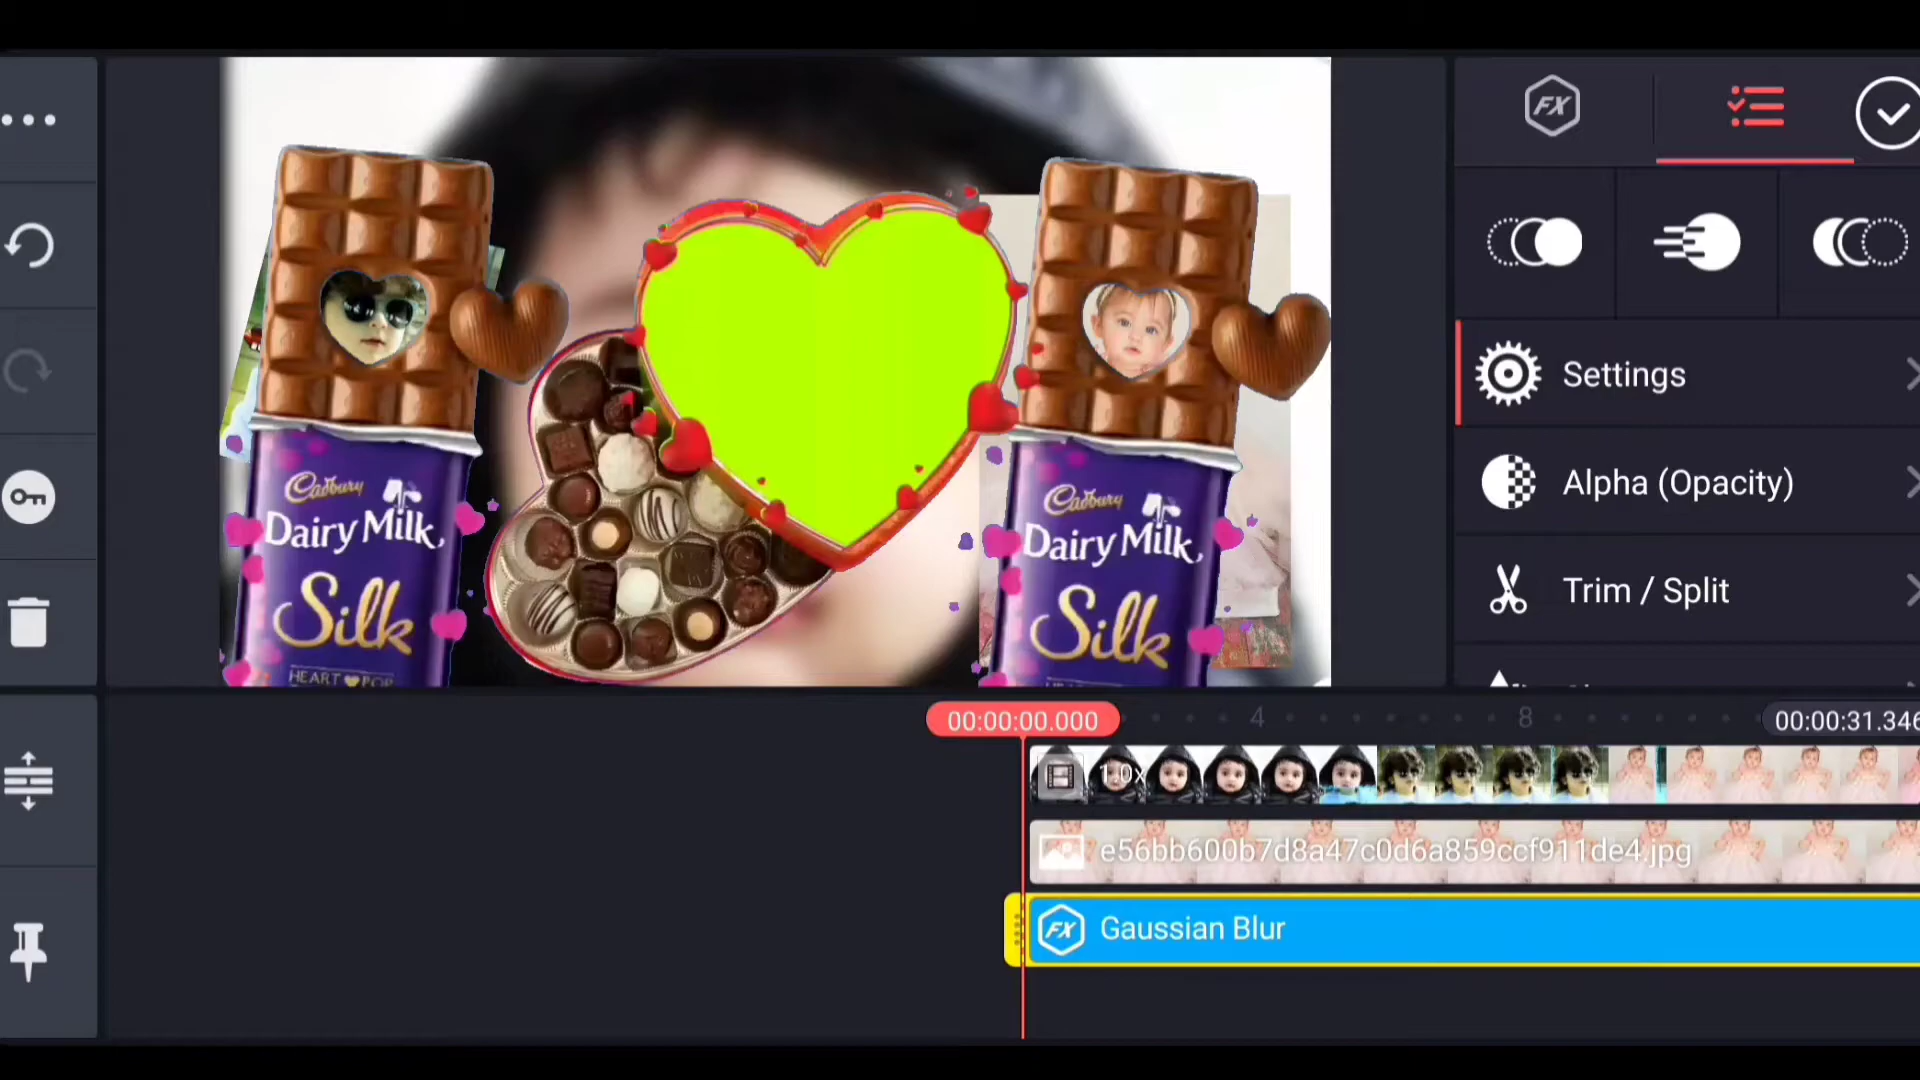 FX
Settings
Alpha (Opacity)
Trim / Split
Cadbury
Dairy Milk
Silk
HEART POP
Cadbury
Dairy Milk
Silk
00:00:00.000
4
8
00:00:31.346
1.0x
e56bb600b7d8a47c0d6a859ccf911de4.jpg
FX
Gaussian Blur